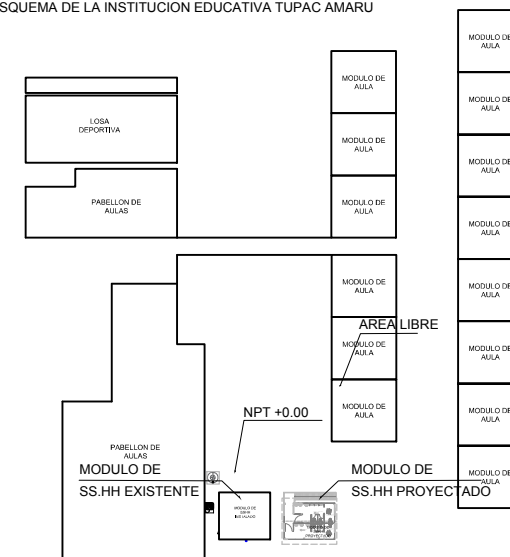 SQUEMA DE LA INSTITUCION EDUCATIVA TUPAC AMARU
MODULO DE
AULA
MODULO DE
AULA
MODULO DE
AULA
MODULO DE
AULA
MODULO DE
AULA
MODULO DE
AULA
MODULO DE
AULA
MODULO DE
AULA
LOSA
DEPORTIVA
PABELLON DE
AULAS
MODULO DE
AULA
MODULO DE
AULA
MODULO DE
AULA
MODULO DE
AULA
AREA LIBRE
MODULO DE
AULA
MODULO DE
AULA
NPT +0.00
PABELLON DE
AULAS
MODULO DE
SS.HH EXISTENTE
MODULO DE
SS.HH
INSTALADO
MODULO DE
SS.HH PROYECTADO